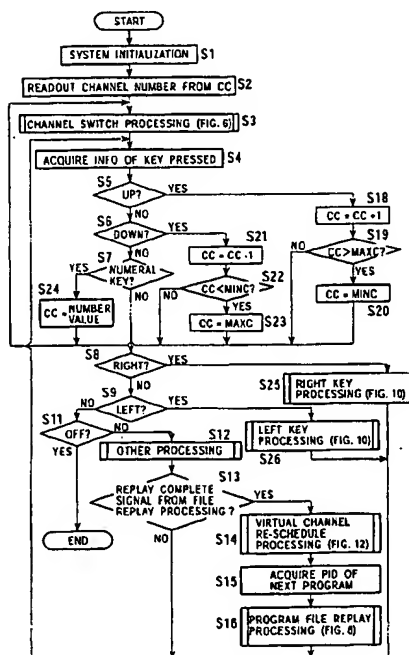 START
SYSTEM INITIALIZATION S1
READOUT CHANNEL NUMBER FROM CC S2
CHANNEL SWITCH PROCESSING (FIG. 6) S3
ACQUIRE INFO OF KEY PRESSED S4
S5 UP? YES S18
NO
CC = CC +1
S6 DOWN? YES S21 S19
NO
CC = CC -1 NO CC>MAXC?
S7 NUMERAL KEY? YES S22 YES
S24 NO NO CC<MINC? CC = MINC
CC = NUMBER VALUE YES S20
CC = MAXC S23
S8 RIGHT? YES
NO S25
RIGHT KEY PROCESSING (FIG. 10)
S9 LEFT? YES
NO
S11 OFF? NO
YES
S12
LEFT KEY PROCESSING (FIG. 10)
OTHER PROCESSING S26
END
S13
REPLAY COMPLETE SIGNAL FROM FILE REPLAY PROCESSING? YES
NO
S14 VIRTUAL CHANNEL RE-SCHEDULE PROCESSING (FIG. 12)
S15 ACQUIRE PID OF NEXT PROGRAM
S16 PROGRAM FILE REPLAY PROCESSING (FIG. 8)